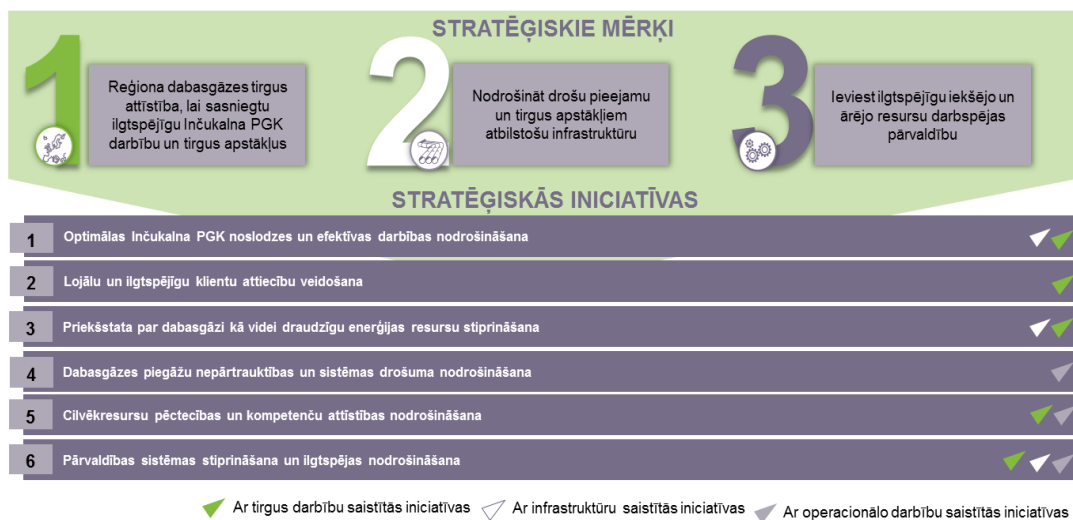 STRATĒĢISKIE MĒRĶI
1
Reģiona dabasgāzes tirgus
attīstība, lai sasniegtu
ilgtspējīgu Inčukalna PGK
darbību un tirgus apstākļus
2
Nodrošināt drošu pieejamu
un tirgus apstākļiem
atbilstošu infrastruktūru
3
Ieviest ilgtspējīgu iekšējo un
ārējo resursu darbspējas
pārvaldību
STRATĒĢISKĀS INICIATĪVAS
1 Optimālas Inčukalna PGK noslodzes un efektīvas darbības nodrošināšana
2 Lojālu un ilgtspējīgu klientu attiecību veidošana
3 Priekšstata par dabasgāzi kā videi draudzīgu enerģijas resursu stiprināšana
4 Dabasgāzes piegāžu nepārtrauktības un sistēmas drošuma nodrošināšana
5 Cilvēkresursu pēctecības un kompetenču attīstības nodrošināšana
6 Pārvaldības sistēmas stiprināšana un ilgtspējas nodrošināšana
Ar tirgus darbību saistītās iniciatīvas Ar infrastruktūru saistītās iniciatīvas Ar operacionālo darbību saistītās iniciatīvas